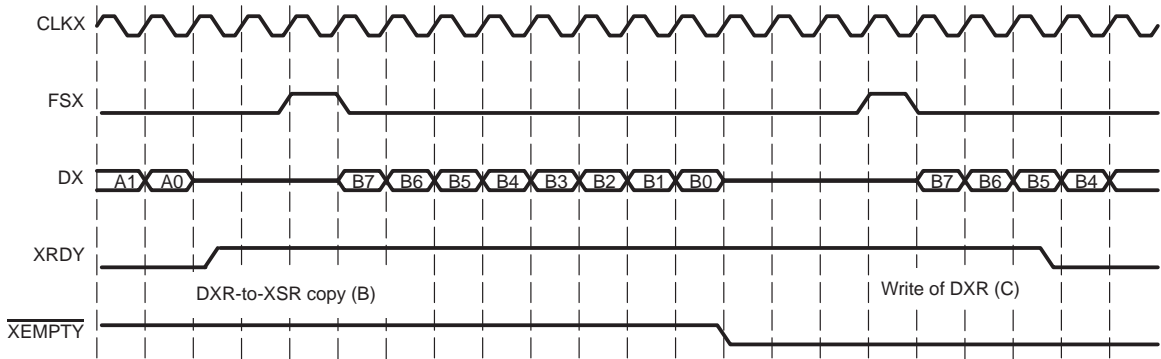 CLKX
FSX
DX A1 A0 B7 B6 B5 B4 B3 B2 B1 B0 B7 B6 B5 B4
XRDY
DXR-to-XSR copy (B) Write of DXR (C)
XEMPTY